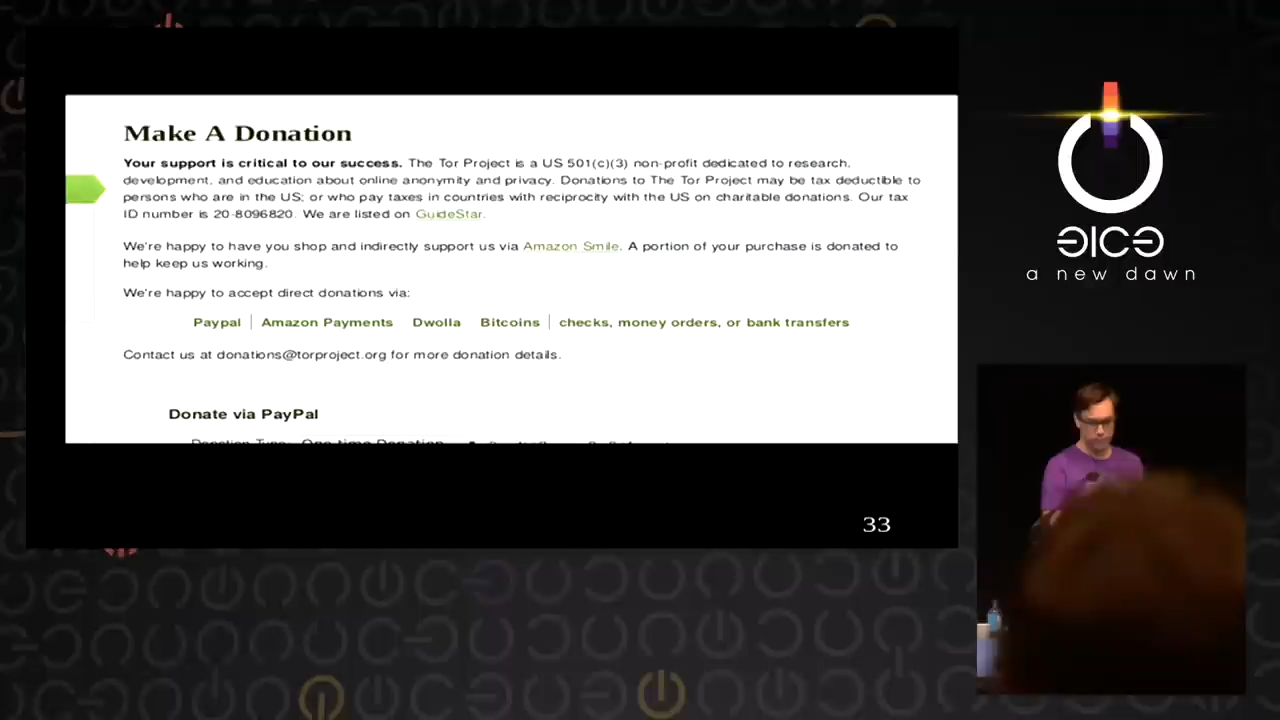 Make A Donation
Your support is critical to our success. The Tor Project is a US 501(c)(3) non-profit dedicated to research,
development, and education about online anonymity and privacy. Donations to The Tor Project may be tax deductible to
persons who are in the US; or who pay taxes in countries with reciprocity with the US on charitable donations. Our tax
ID number is 20-8096820. We are listed on GuideStar.
We're happy to have you shop and indirectly support us via Amazon Smile. A portion of your purchase is donated to
help keep us working.
We're happy to accept direct donations via:
Paypal | Amazon Payments Dwolla Bitcoins | checks, money orders, or bank transfers
Contact us at donations@torproject.org for more donation details.
Donate via PayPal
Donation Type: One-time Donation
33
a new dawn